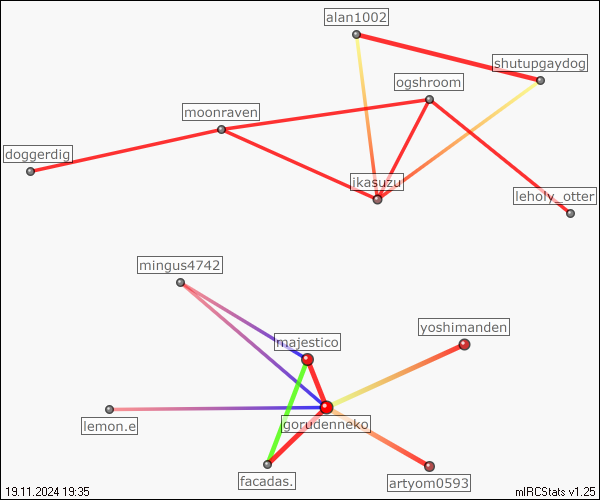 alan1002
shutupgaydog
ogshroom
moonraven
doggerdig
ikasuzu
leholy_otter
mingus4742
yoshimanden
majestico
gorudenneko
lemon.e
facadas.
artyom0593
19.11.2024 19:35
mIRCStats v1.25